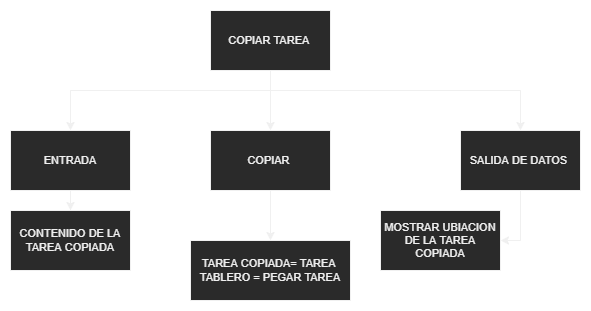 COPIAR TAREA
ENTRADA
COPIAR
SALIDA DE DATOS
CONTENIDO DE LA
TAREA COPIADA
TAREA COPIADA= TAREA
TABLERO = PEGAR TAREA
MOSTRAR UBIACION
DE LA TAREA
COPIADA